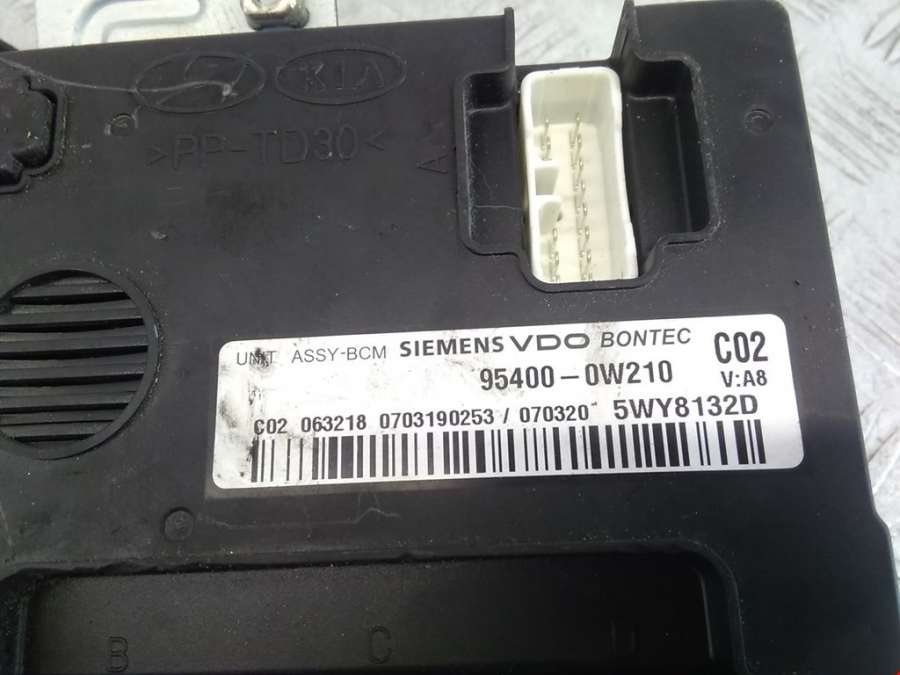 KIA
>PP-TD30<
A
UNIT ASSY-BCM SIEMENS VDO BONTEC C02
95400-0W210 V:A8
C02 063218 0703190253 / 070320 5WY8132D
B C D